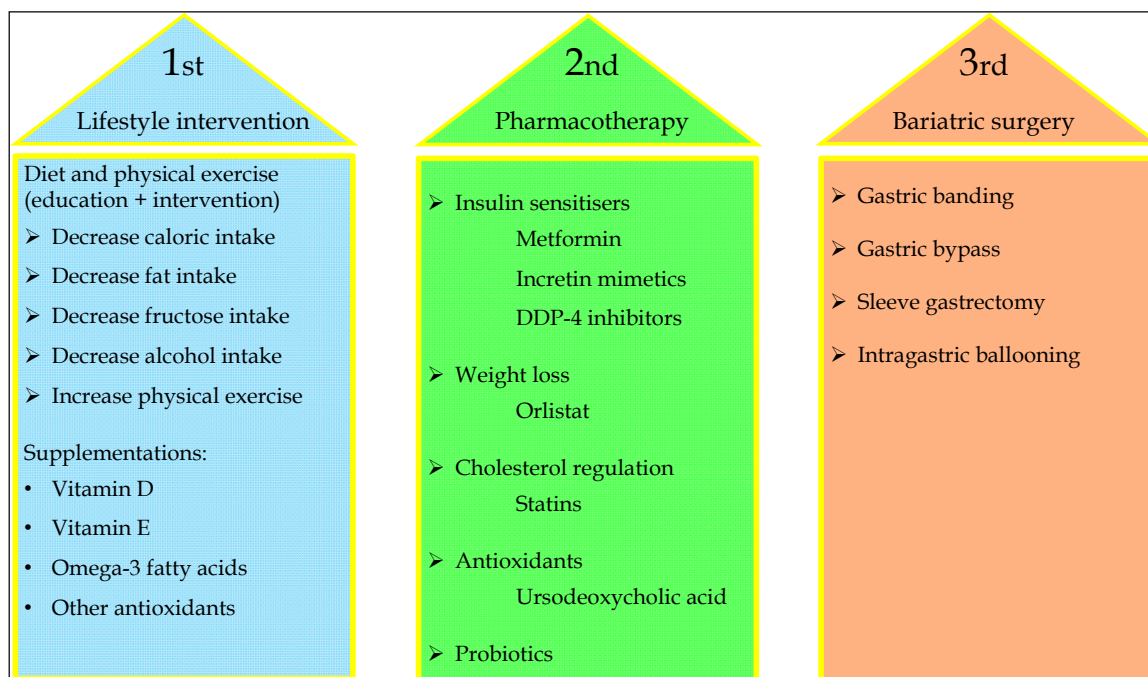 1st
Lifestyle intervention
Diet and physical exercise
(education + intervention)
➢ Decrease caloric intake
➢ Decrease fat intake
➢ Decrease fructose intake
➢ Decrease alcohol intake
➢ Increase physical exercise
Supplementations:
• Vitamin D
• Vitamin E
• Omega-3 fatty acids
• Other antioxidants
2nd
Pharmacotherapy
➢ Insulin sensitisers
Metformin
Incretin mimetics
DDP-4 inhibitors
➢ Weight loss
Orlistat
➢ Cholesterol regulation
Statins
➢ Antioxidants
Ursodeoxycholic acid
➢ Probiotics
3rd
Bariatric surgery
➢ Gastric banding
➢ Gastric bypass
➢ Sleeve gastrectomy
➢ Intragastric ballooning